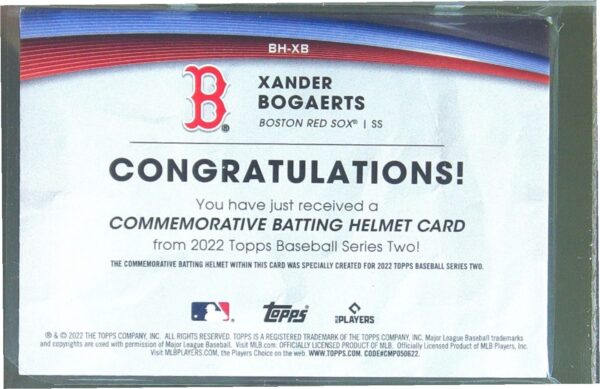 BH-XB
XANDER
BOGAERTS
BOSTON RED SOX® | SS
CONGRATULATIONS!
You have just received a
COMMEMORATIVE BATTING HELMET CARD
from 2022 Topps Baseball Series Two!
THE COMMEMORATIVE BATTING HELMET WITHIN THIS CARD WAS SPECIALLY CREATED FOR 2022 TOPPS BASEBALL SERIES TWO.
topps
MLB PLAYERS
® & © 2022 THE TOPPS COMPANY, INC. ALL RIGHTS RESERVED. TOPPS IS A REGISTERED TRADEMARK OF THE TOPPS COMPANY, INC. Major League Baseball trademarks
and copyrights are used with permission of Major League Baseball. Visit MLB.com. OFFICIALLY LICENSED PRODUCT OF MLB. Officially Licensed Product of MLB Players, Inc.
Visit MLBPLAYERS.com, the Players Choice on the web. WWW.TOPPS.COM. CODE#CMP050622.